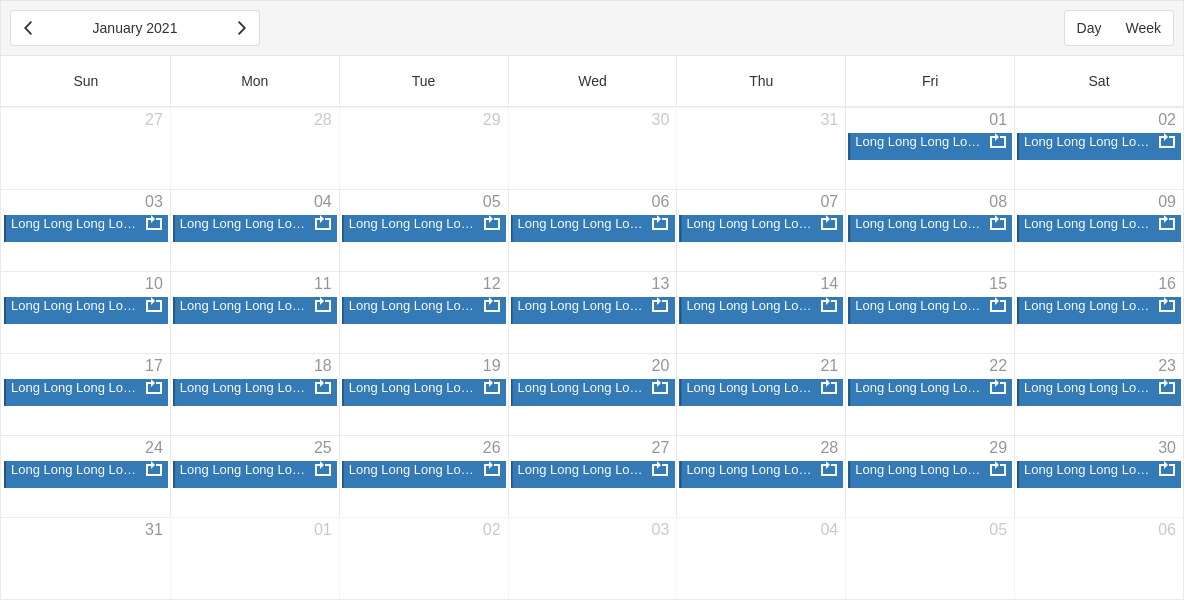 January 2021 Day Week
Sun Mon Tue Wed Thu Fri Sat
27 28 29 30 31 01 02
Long Long Long Lo… Long Long Long Lo…
03 04 05 06 07 08 09
Long Long Long Lo… Long Long Long Lo… Long Long Long Lo… Long Long Long Lo… Long Long Long Lo… Long Long Long Lo… Long Long Long Lo…
10 11 12 13 14 15 16
Long Long Long Lo… Long Long Long Lo… Long Long Long Lo… Long Long Long Lo… Long Long Long Lo… Long Long Long Lo… Long Long Long Lo…
17 18 19 20 21 22 23
Long Long Long Lo… Long Long Long Lo… Long Long Long Lo… Long Long Long Lo… Long Long Long Lo… Long Long Long Lo… Long Long Long Lo…
24 25 26 27 28 29 30
Long Long Long Lo… Long Long Long Lo… Long Long Long Lo… Long Long Long Lo… Long Long Long Lo… Long Long Long Lo… Long Long Long Lo…
31 01 02 03 04 05 06